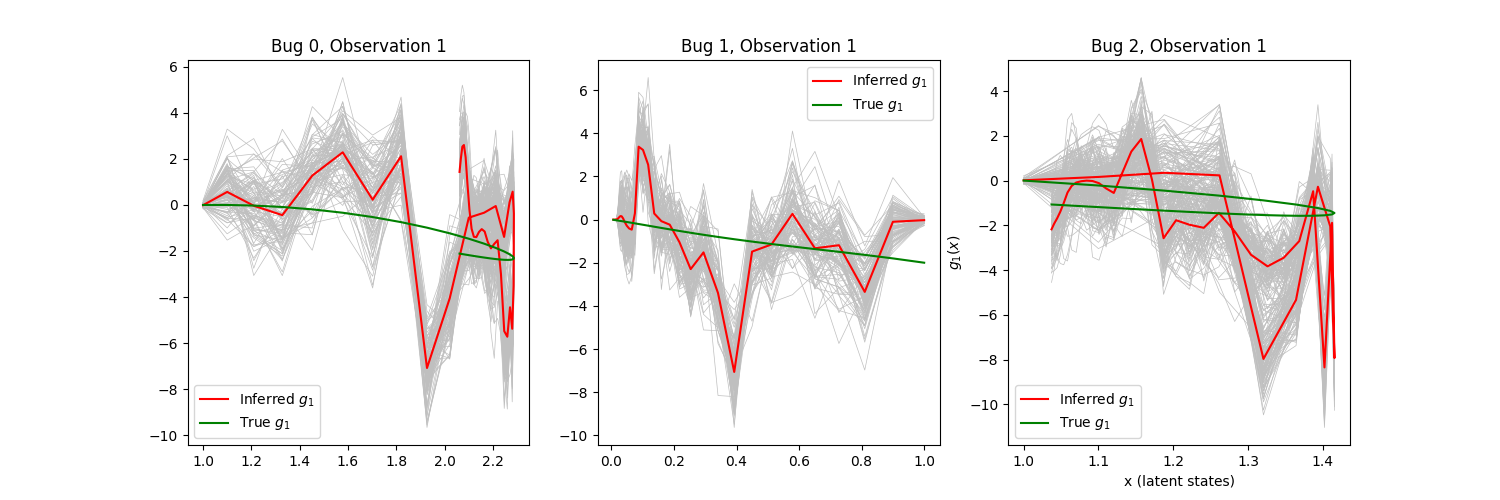 Bug 0, Observation 1
6
4
2
0
−2
−4
−6
−8
−10
1.0 1.2 1.4 1.6 1.8 2.0 2.2
Inferred g₁
True g₁
Bug 1, Observation 1
6
4
2
0
−2
−4
−6
−8
−10
0.0 0.2 0.4 0.6 0.8 1.0
Inferred g₁
True g₁
Bug 2, Observation 1
g₁(x)
4
2
0
−2
−4
−6
−8
−10
1.0 1.1 1.2 1.3 1.4
x (latent states)
Inferred g₁
True g₁